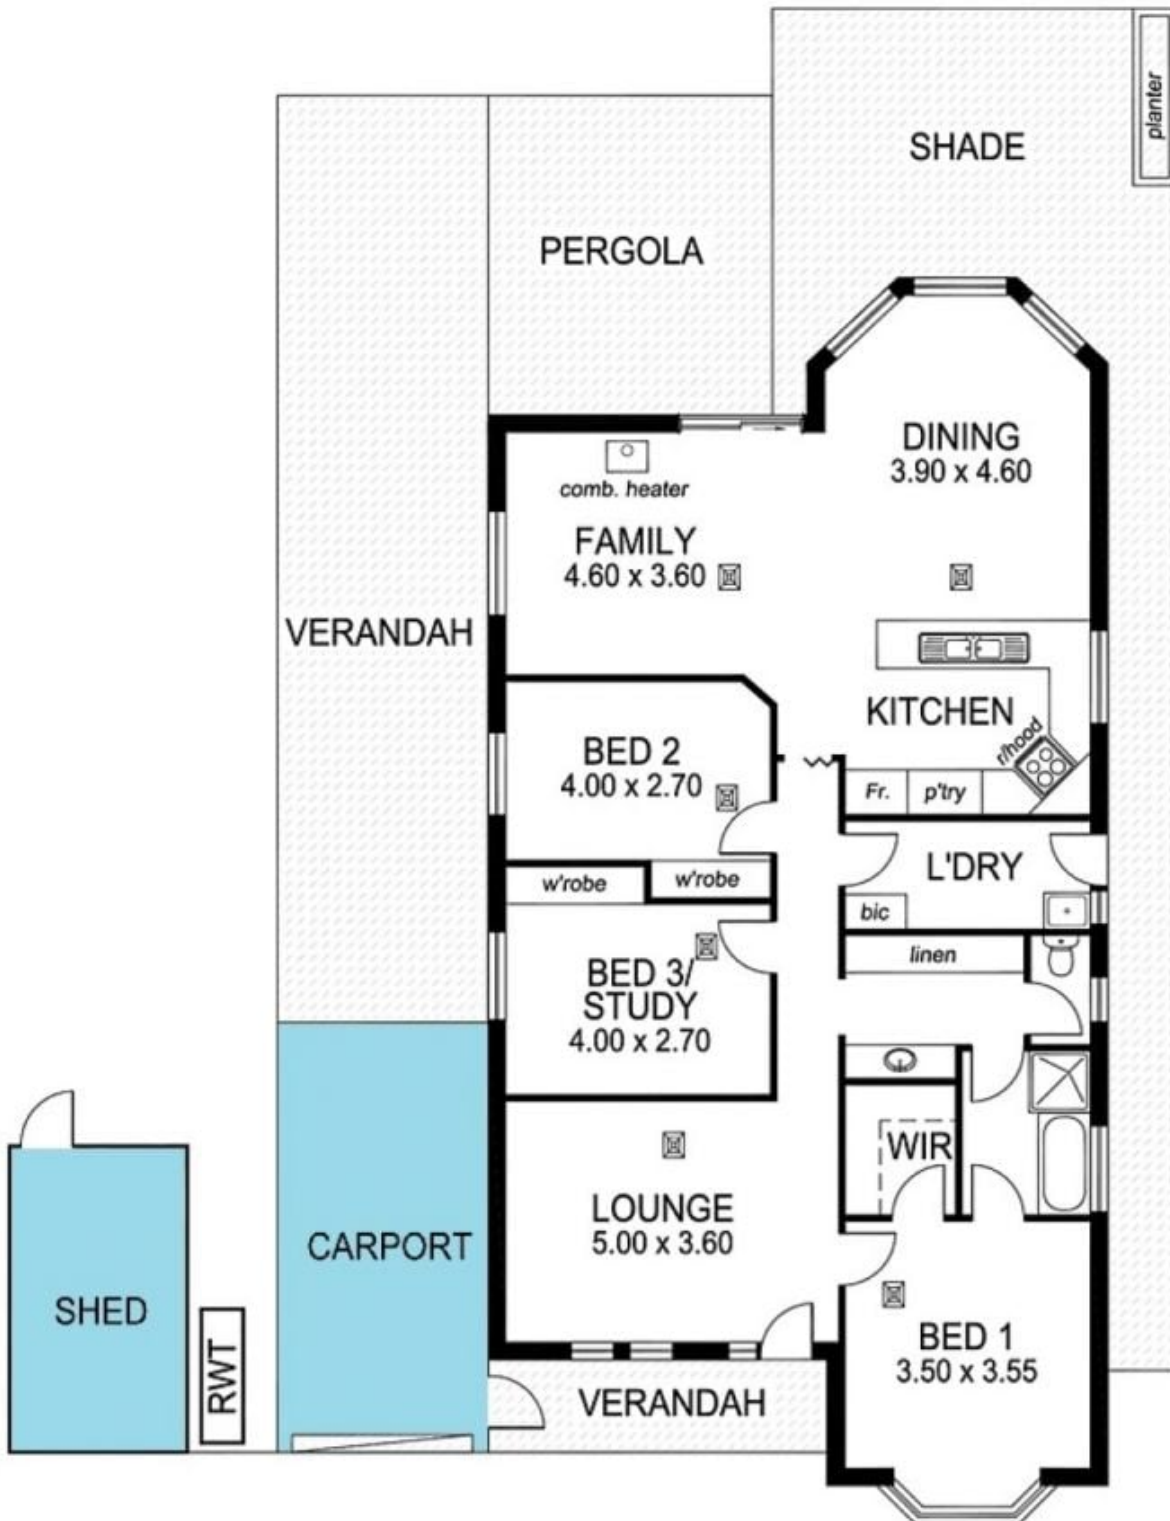 planter
SHADE
PERGOLA
DINING
3.90 x 4.60
comb. heater
FAMILY
4.60 x 3.60
VERANDAH
KITCHEN
r/hood
BED 2
4.00 x 2.70
Fr.
p'try
L'DRY
w'robe
w'robe
bic
linen
BED 3/
STUDY
4.00 x 2.70
WIR
LOUNGE
5.00 x 3.60
CARPORT
SHED
RWT
BED 1
3.50 x 3.55
VERANDAH